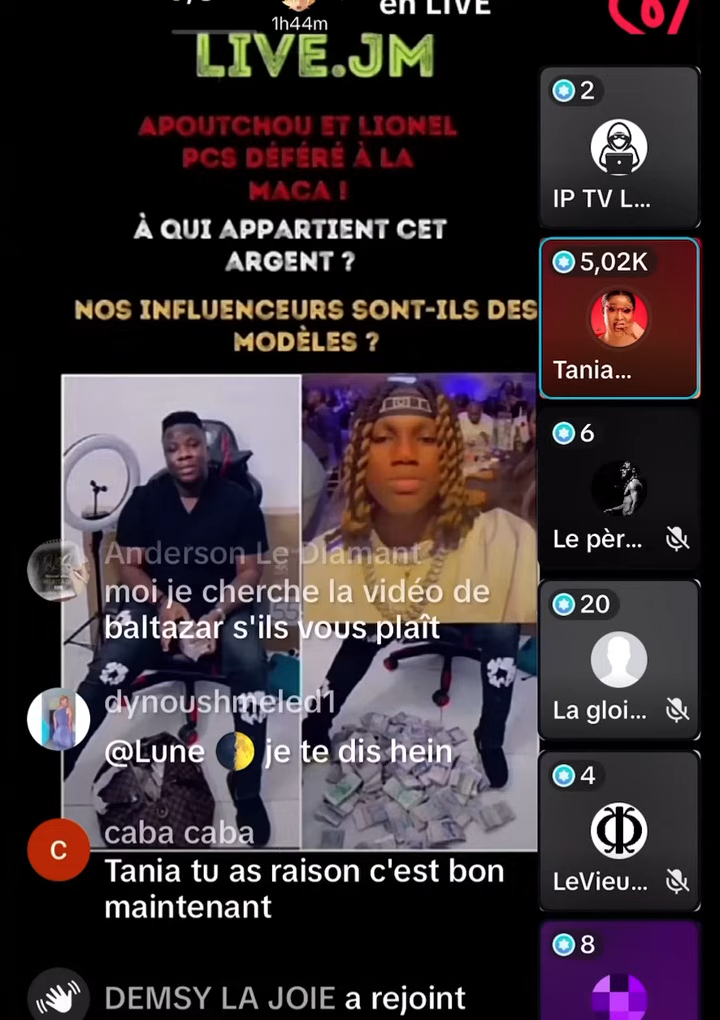 en LIVE
1h44m
LIVE.JM
APOUTCHOU ET LIONEL
PCS DÉFÉRÉ À LA
MACA !
À QUI APPARTIENT CET
ARGENT ?
NOS INFLUENCEURS SONT-ILS DES
MODÈLES ?
Anderson Le Diamant
moi je cherche la vidéo de
baltazar s'ils vous plaît
dynoushmeled1
@Lune 🌓 je te dis hein
C
caba caba
Tania tu as raison c'est bon
maintenant
DEMSY LA JOIE a rejoint
2
IP TV L...
5,02K
Tania...
6
Le pèr...
20
La gloi...
4
LeVieu...
8